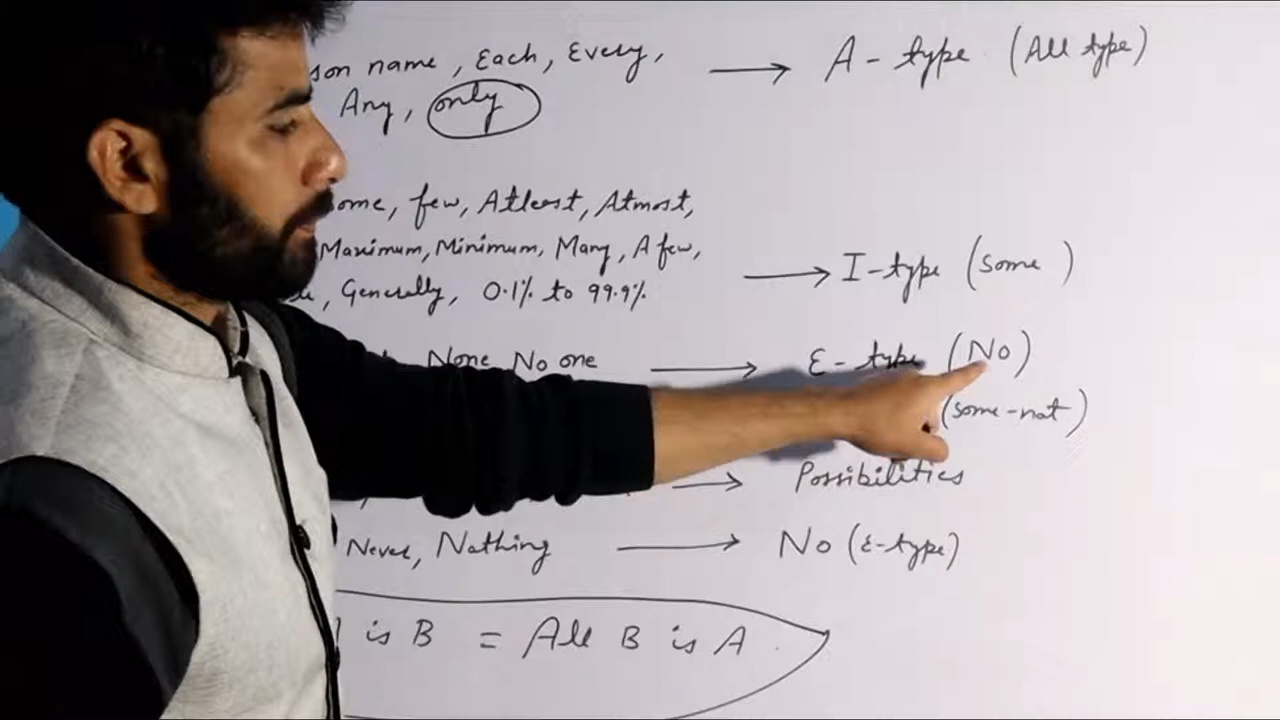 son name, Each, Every, → A-type (All type)
Any, only
Some, few, Atleast, Atmost,
Maximum, Minimum, Many, A few, → I-type (some)
Generally, 0.1% to 99.9%
None, No one → E-type (No)
(some-not)
→ Possibilities
Never, Nothing → No (E-type)
is B = All B is A.